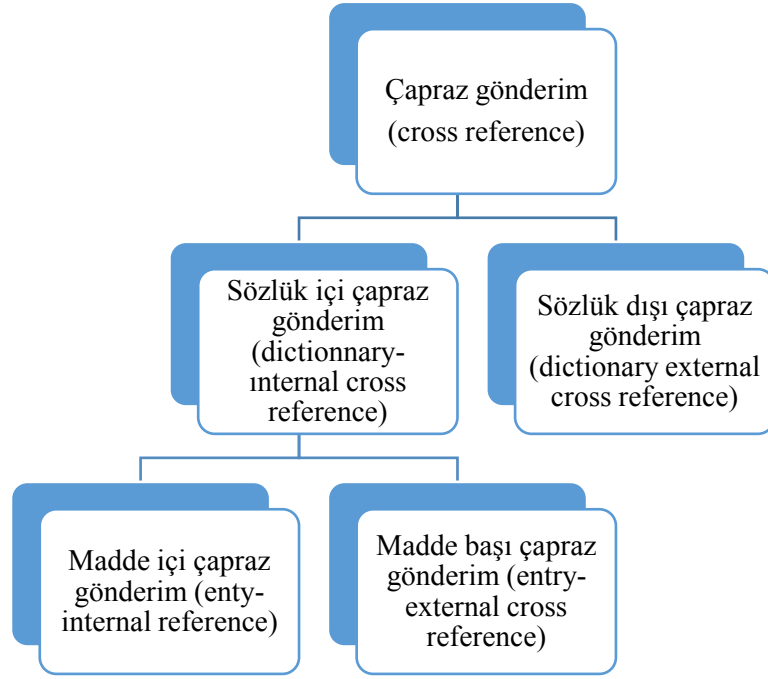 Çapraz gönderim
(cross reference)
Sözlük içi çapraz
gönderim
(dictionnary-
ınternal cross
reference)
Sözlük dışı çapraz
gönderim
(dictionary external
cross reference)
Madde içi çapraz
gönderim (enty-
internal reference)
Madde başı çapraz
gönderim (entry-
external cross
reference)